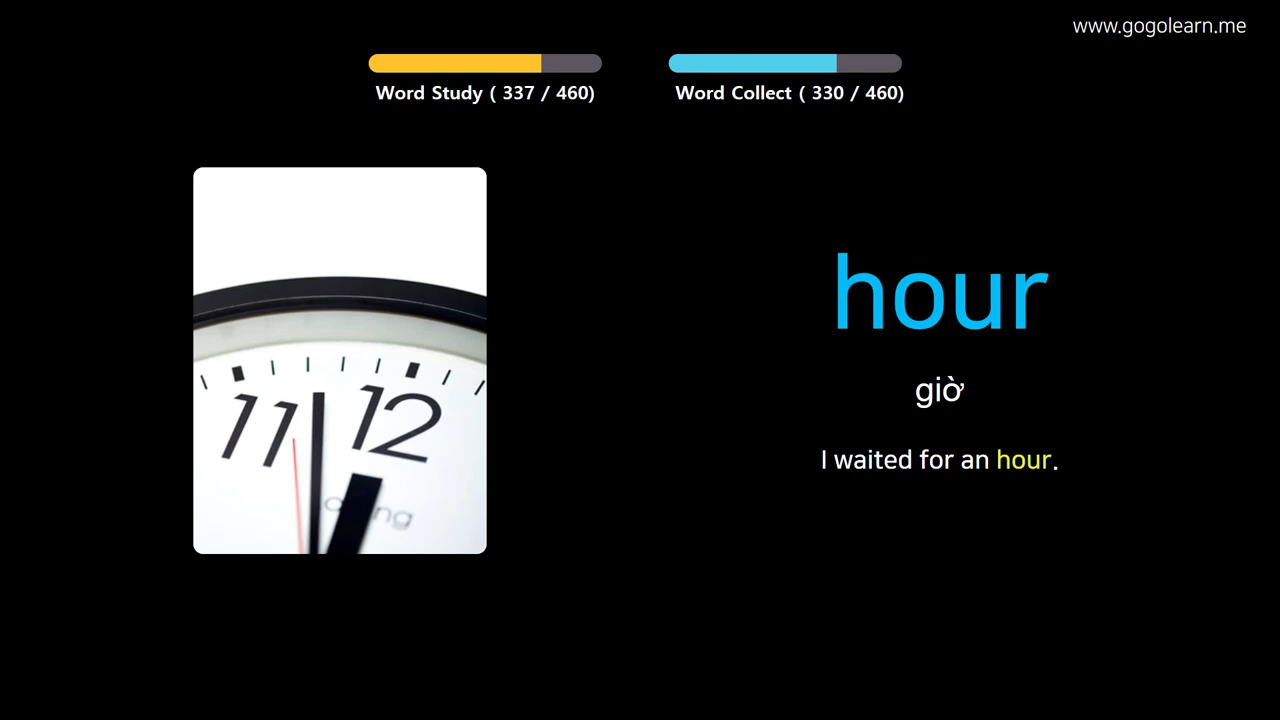 www.gogolearn.me
Word Study ( 337 / 460)
Word Collect ( 330 / 460)
11
12
hour
giờ
I waited for an hour.